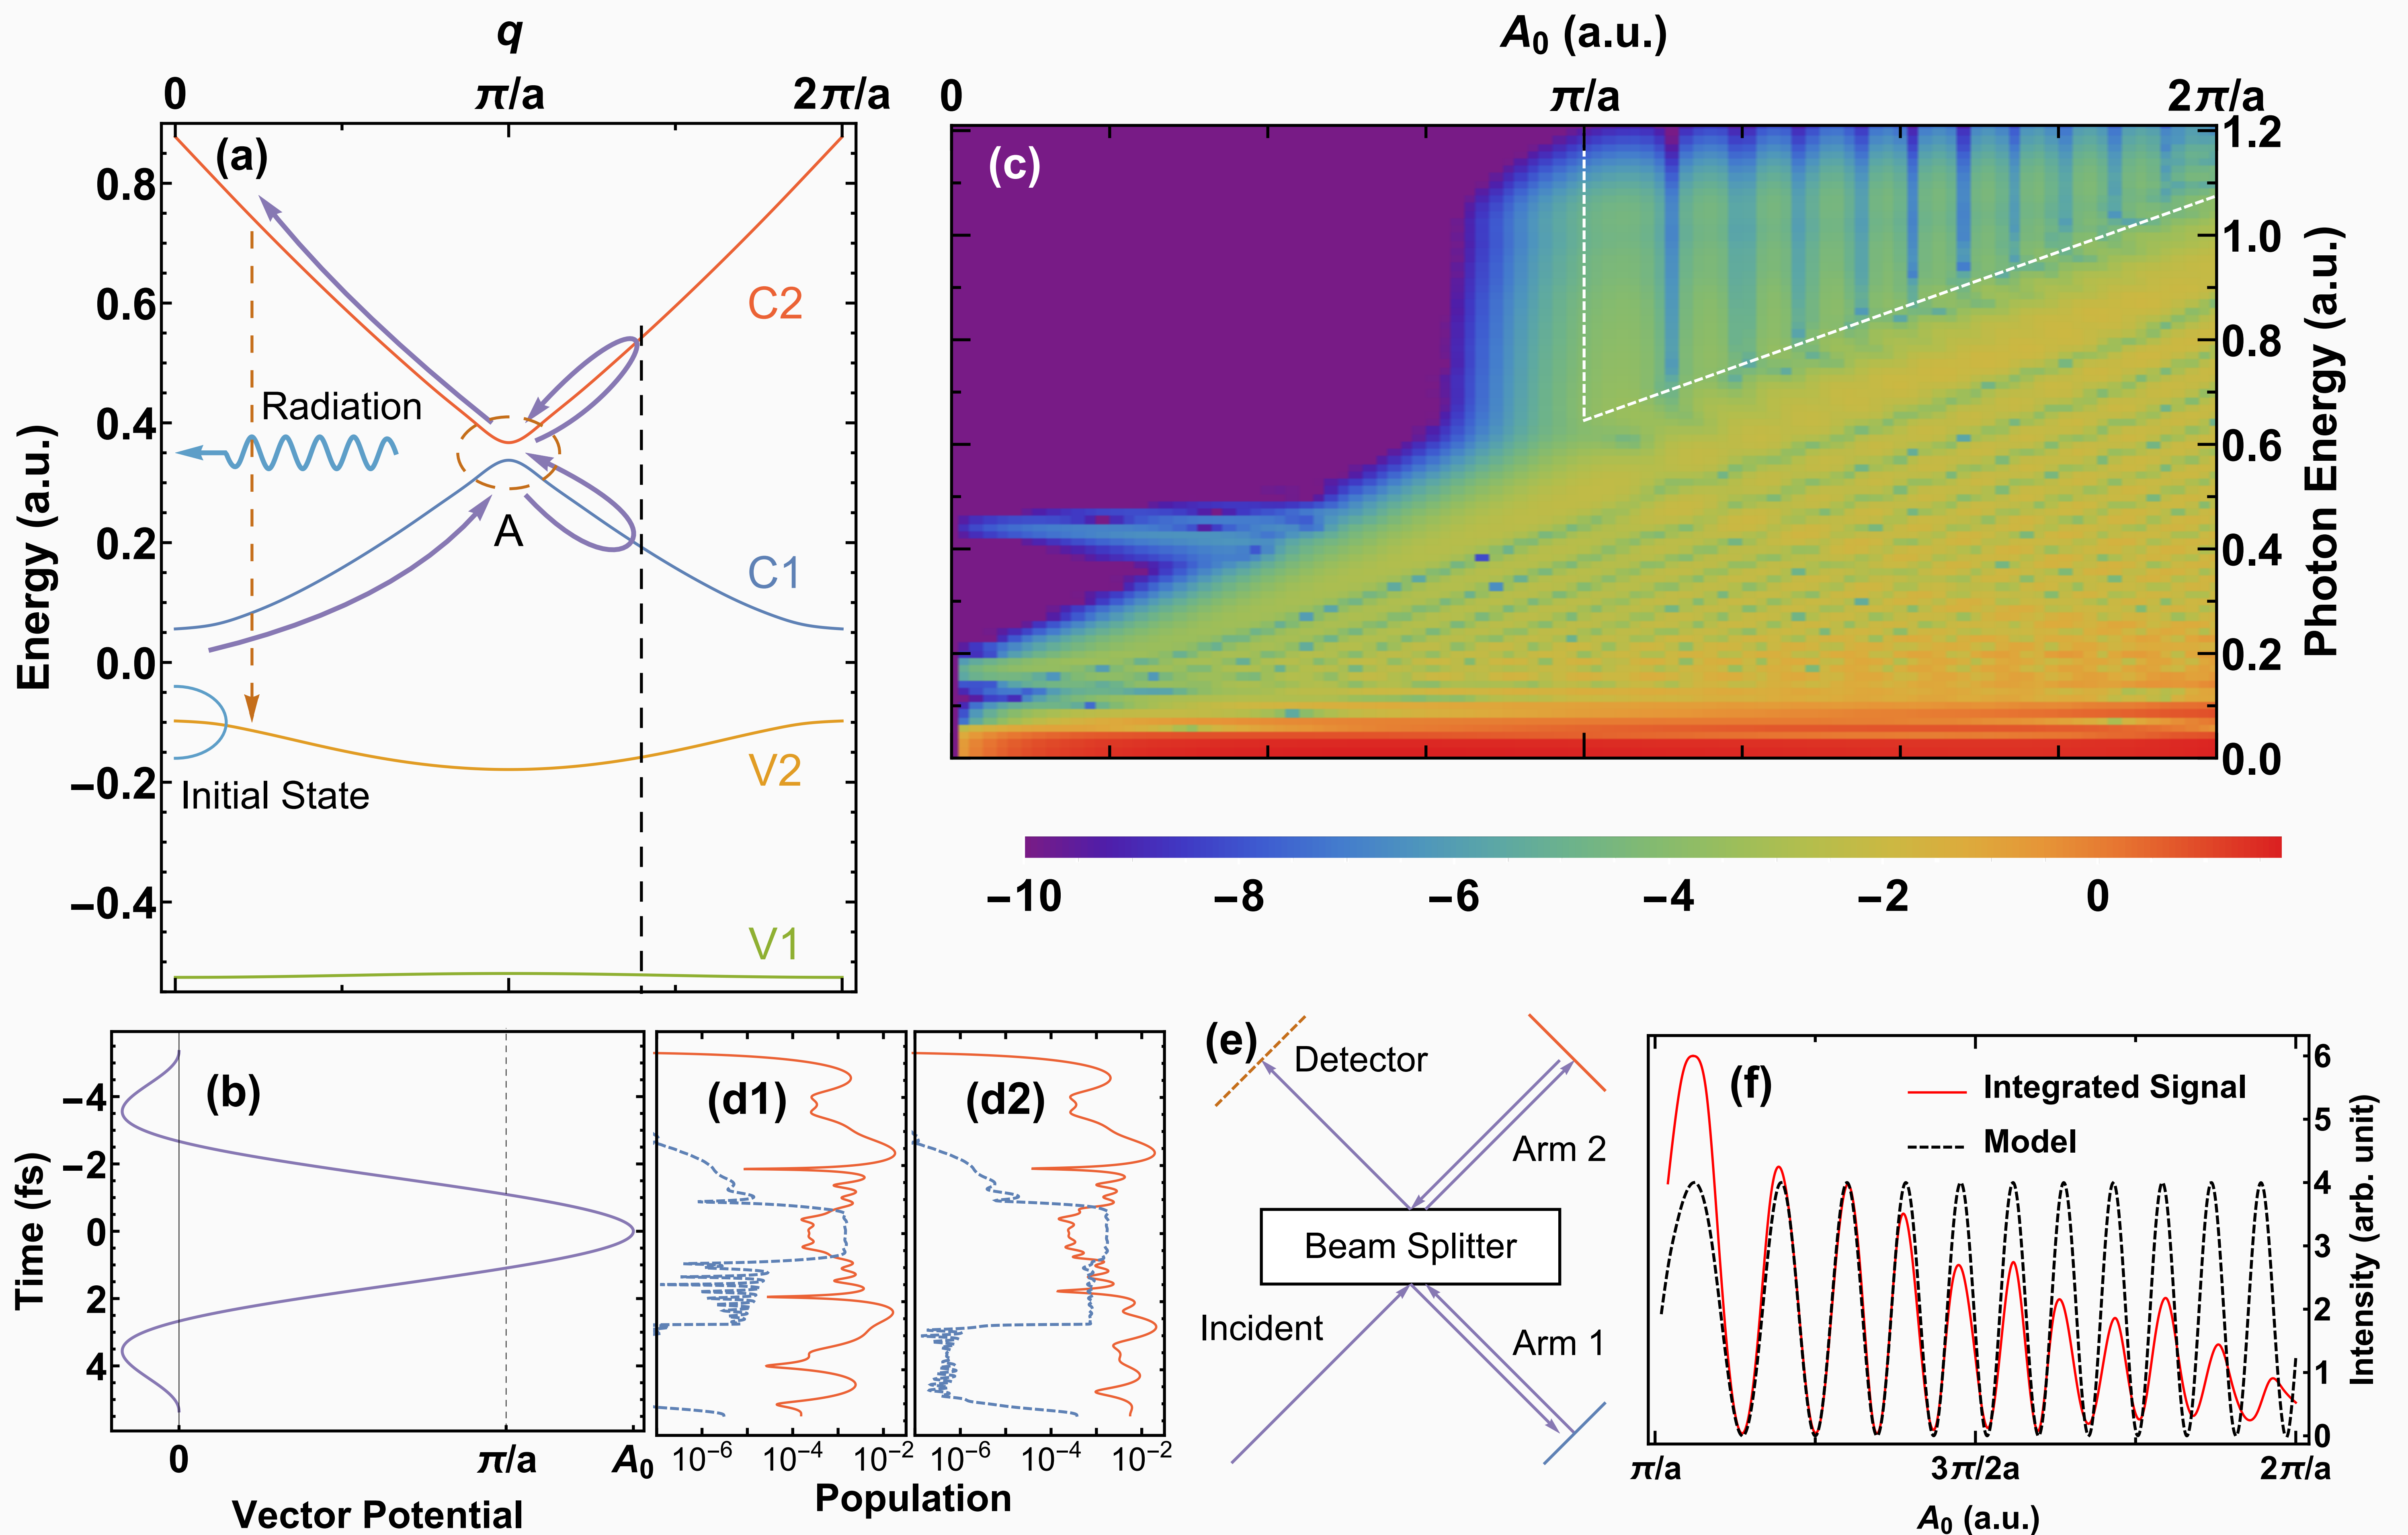 q
0 π/a 2π/a
(a)
0.8
0.6
0.4
0.2
0.0
−0.2
−0.4
Energy (a.u.)
C2
Radiation
A
C1
Initial State
V2
V1
A₀ (a.u.)
0 π/a 2π/a
(c)
1.2
1.0
0.8
0.6
0.4
0.2
0.0
Photon Energy (a.u.)
−10 −8 −6 −4 −2 0
(b)
−4
−2
0
2
4
Time (fs)
0 π/a A₀
Vector Potential
(d1)
10⁻⁶ 10⁻⁴ 10⁻²
(d2)
10⁻⁶ 10⁻⁴ 10⁻²
Population
(e)
Detector
Arm 2
Beam Splitter
Incident
Arm 1
(f)
Integrated Signal
Model
6
5
4
3
2
1
0
Intensity (arb. unit)
π/a 3π/2a 2π/a
A₀ (a.u.)